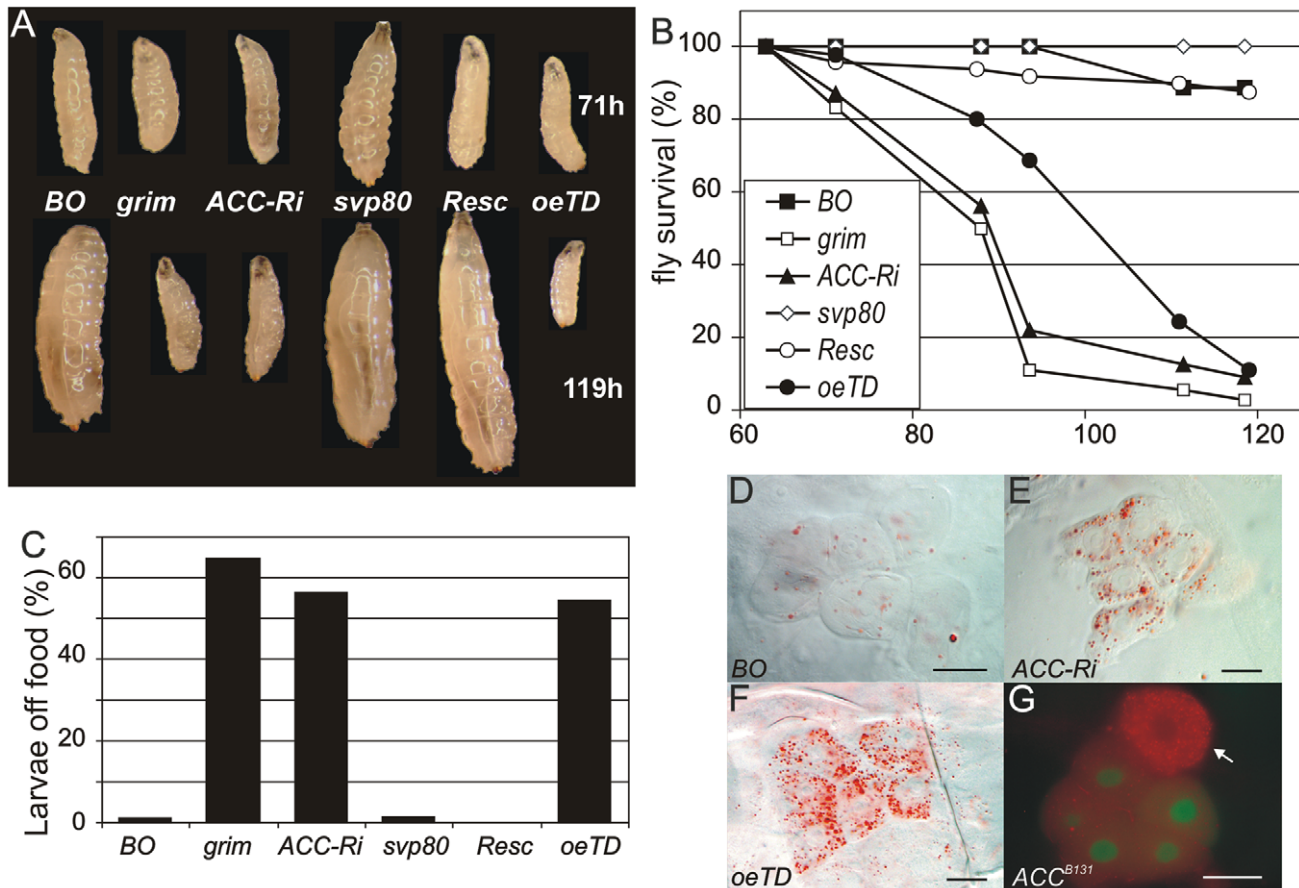 A
71h
BO grim ACC-Ri svp80 Resc oeTD
119h
B
fly survival (%)
100
80
60
40
20
0
BO
grim
ACC-Ri
svp80
Resc
oeTD
60 80 100 120
C
Larvae off food (%)
60
40
20
0
BO grim ACC-Ri svp80 Resc oeTD
D
BO
E
ACC-Ri
F
oeTD
G
ACC^B131